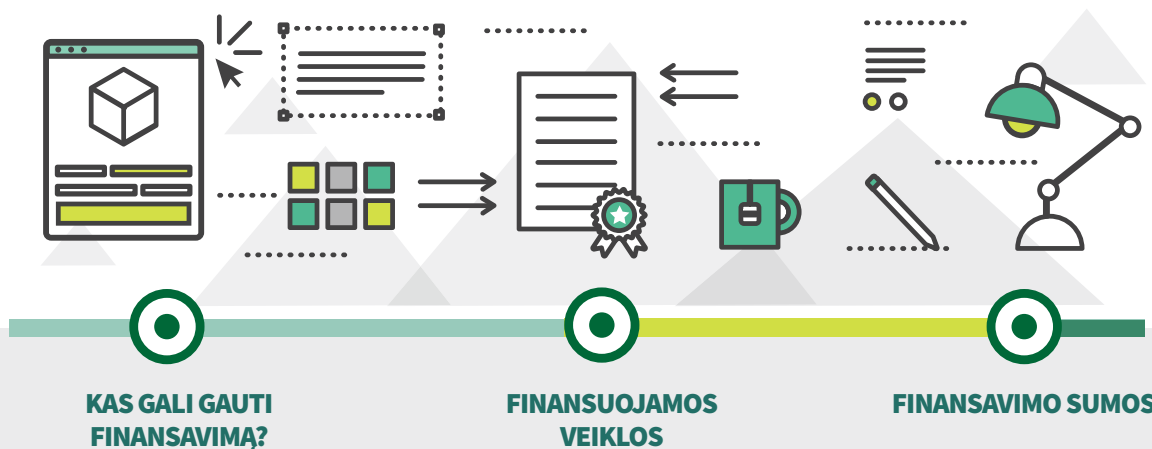 KAS GALI GAUTI
FINANSAVIMĄ?
FINANSUOJAMOS
VEIKLOS
FINANSAVIMO SUMOS